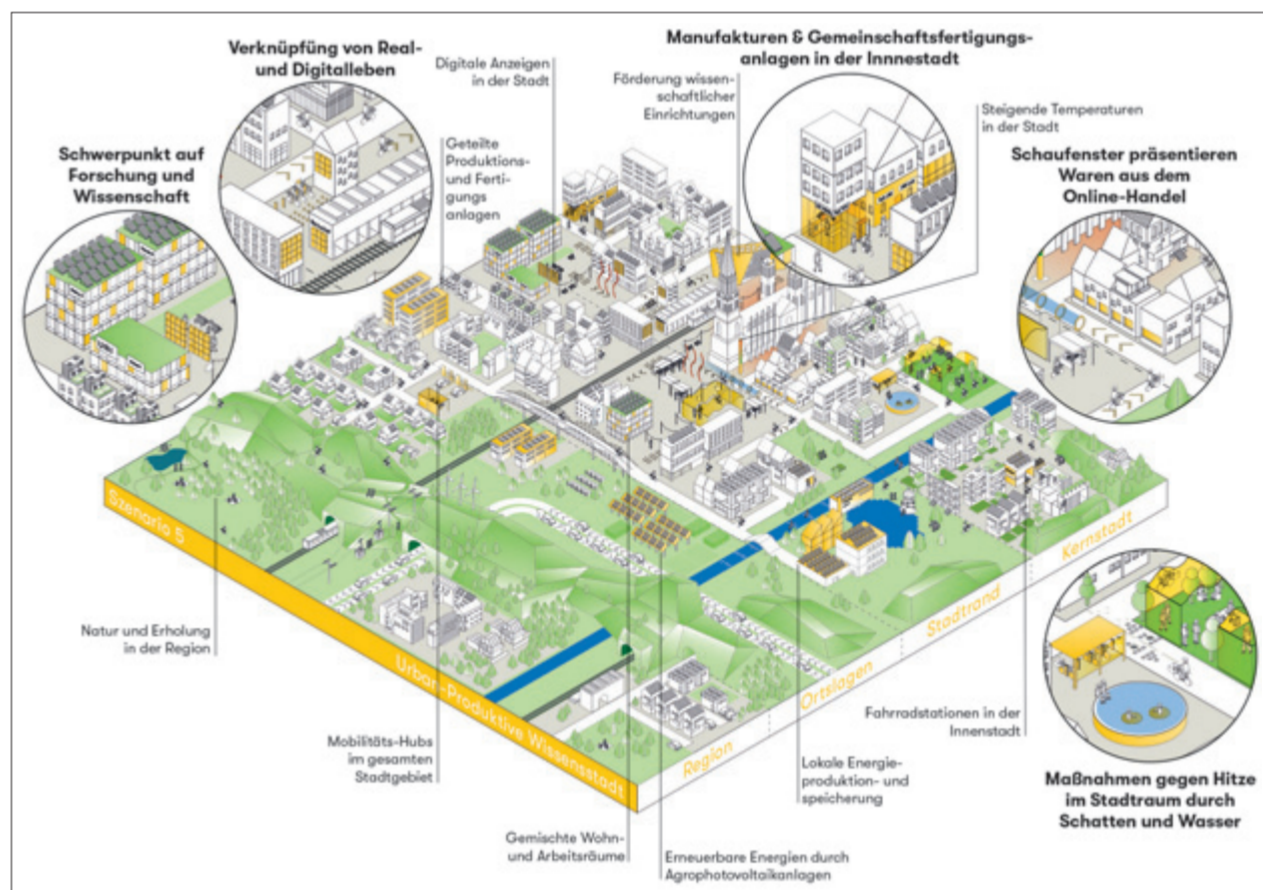 Verknüpfung von Real-
und Digitalleben
Digitale Anzeigen
in der Stadt
Manufakturen & Gemeinschaftsfertigungs-
anlagen in der Innnestadt
Förderung wissen-
schaftlicher
Einrichtungen
Steigende Temperaturen
in der Stadt
Schwerpunkt auf
Forschung und
Wissenschaft
Geteilte
Produktions-
und Ferti-
gungs
anlagen
Schaufenster präsentieren
Waren aus dem
Online-Handel
Szenario 5
Urban-Produktive Wissensstadt
Region
Ortslagen
Stadtrand
Kernstadt
Natur und Erholung
in der Region
Mobilitäts-Hubs
im gesamten
Stadtgebiet
Gemischte Wohn-
und Arbeitsräume
Erneuerbare Energien durch
Agrophotovoltaikanlagen
Lokale Energie-
produktion- und
speicherung
Fahrradstationen in der
Innenstadt
Maßnahmen gegen Hitze
im Stadtraum durch
Schatten und Wasser